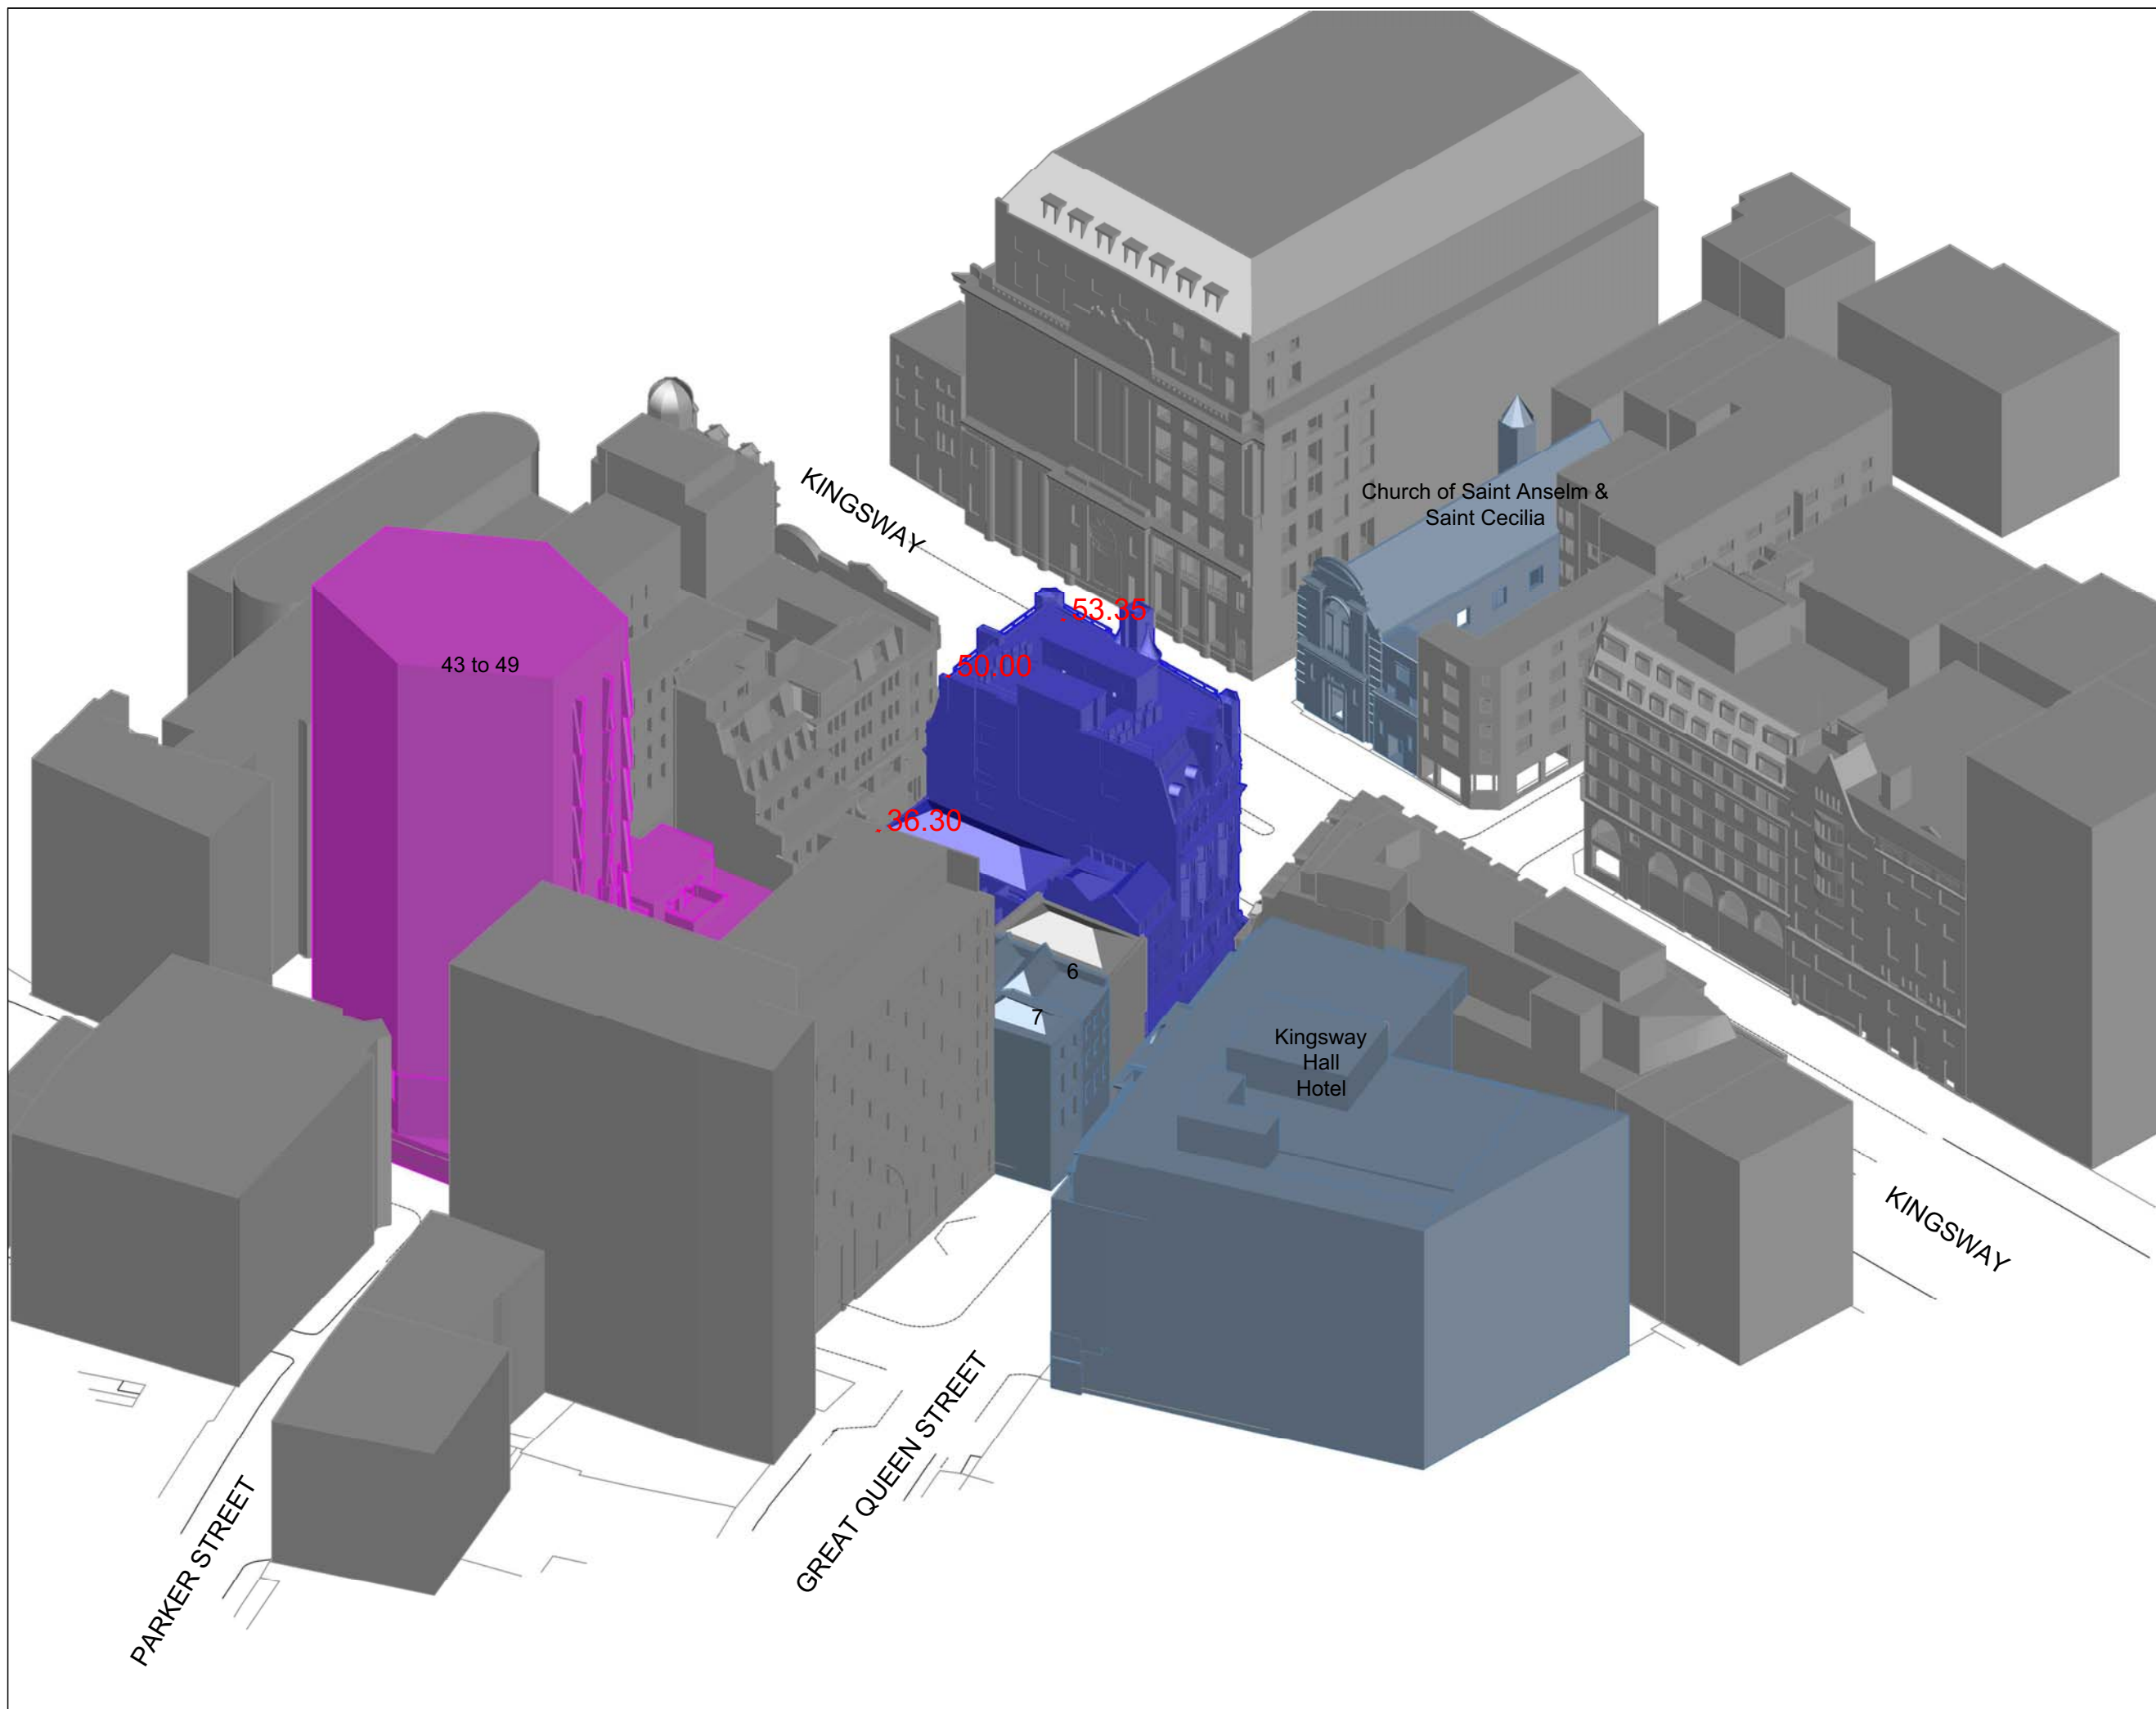 KINGSWAY
Church of Saint Anselm &
Saint Cecilia
.53.35
43 to 49
.50.00
.36.30
6
7
Kingsway
Hall
Hotel
KINGSWAY
GREAT QUEEN STREET
PARKER STREET